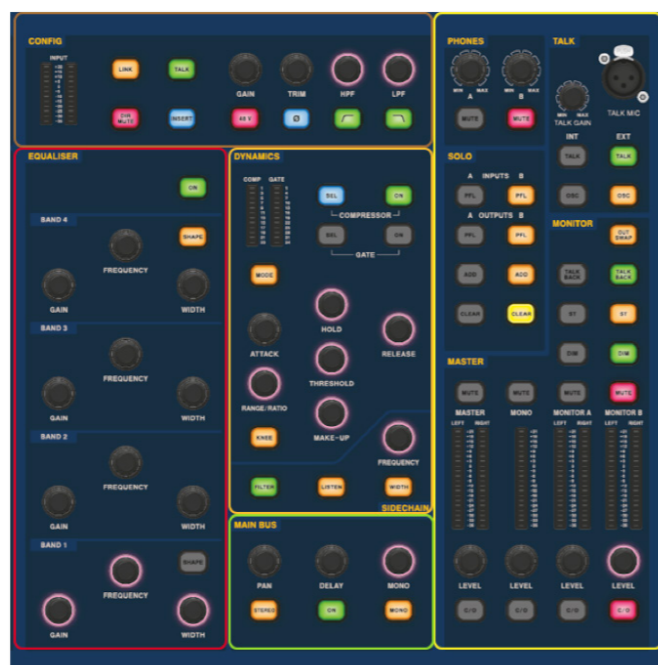 CONFIG
INPUT
LINK
TALK
GAIN
TRIM
HPF
LPF
DIR MUTE
INSERT
48 V
Ø
EQUALISER
ON
BAND 4
SHAPE
FREQUENCY
GAIN
WIDTH
BAND 3
FREQUENCY
GAIN
WIDTH
BAND 2
FREQUENCY
GAIN
WIDTH
BAND 1
SHAPE
FREQUENCY
GAIN
WIDTH
DYNAMICS
COMP GATE
SEL
ON
COMPRESSOR
SEL
ON
GATE
MODE
HOLD
ATTACK
RELEASE
THRESHOLD
RANGE/RATIO
MAKE-UP
KNEE
FREQUENCY
FILTER
LISTEN
WIDTH
SIDECHAIN
MAIN BUS
PAN
DELAY
MONO
STEREO
ON
MONO
PHONES
MIN MAX
MIN MAX
A
B
MUTE
MUTE
TALK
MIN MAX
TALK GAIN
TALK MIC
INT
EXT
TALK
TALK
OSC
OSC
SOLO
A INPUTS B
PFL
PFL
A OUTPUTS B
PFL
PFL
ADD
ADD
CLEAR
CLEAR
MONITOR
OUT SWAP
TALK BACK
TALK BACK
ST
ST
DIM
DIM
MASTER
MUTE
MUTE
MUTE
MUTE
MASTER
MONO
MONITOR A
MONITOR B
LEFT RIGHT
LEFT RIGHT
LEFT RIGHT
LEVEL
LEVEL
LEVEL
LEVEL
C/O
C/O
C/O
C/O